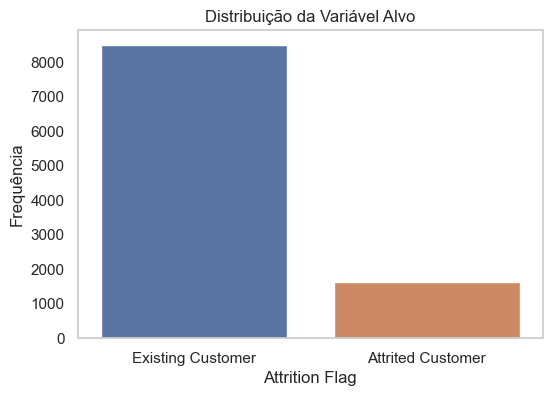 Distribuição da Variável Alvo
Frequência
8000
7000
6000
5000
4000
3000
2000
1000
0
Existing Customer
Attrited Customer
Attrition Flag